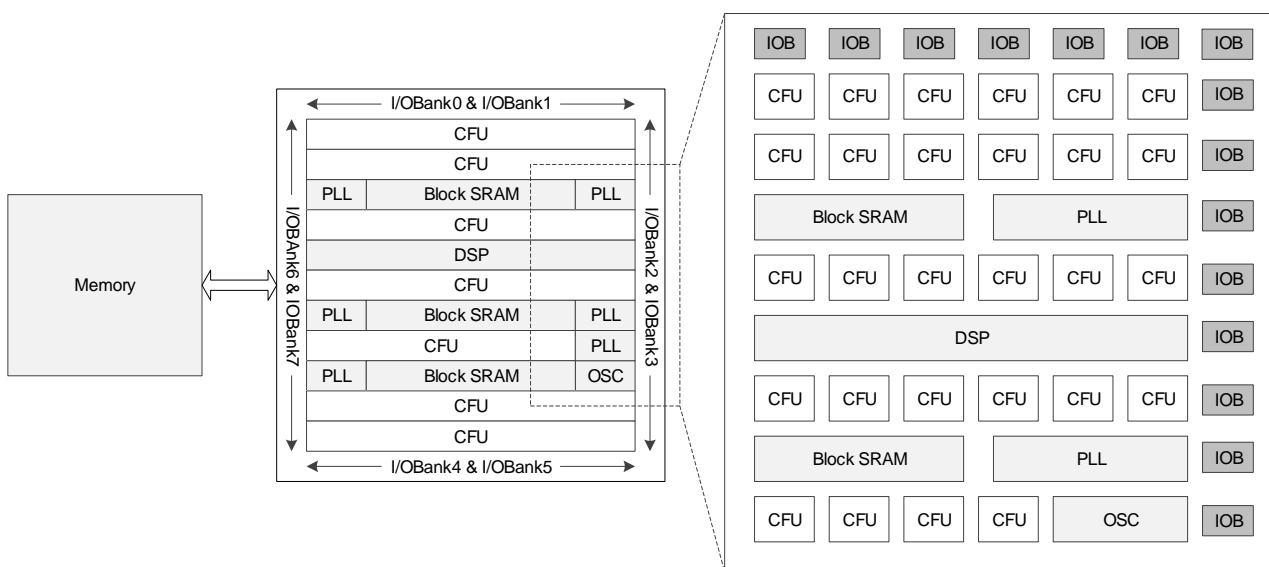 Memory
I/OBank0 & I/OBank1
I/OBAnk6 & IOBank7
CFU
CFU
PLL Block SRAM PLL
CFU
DSP
CFU
PLL Block SRAM PLL
CFU PLL
PLL Block SRAM OSC
CFU
CFU
I/OBank2 & IOBank3
I/OBank4 & I/OBank5
IOB IOB IOB IOB IOB IOB IOB
CFU CFU CFU CFU CFU CFU IOB
CFU CFU CFU CFU CFU CFU IOB
Block SRAM PLL IOB
CFU CFU CFU CFU CFU CFU IOB
DSP IOB
CFU CFU CFU CFU CFU CFU IOB
Block SRAM PLL IOB
CFU CFU CFU CFU OSC IOB